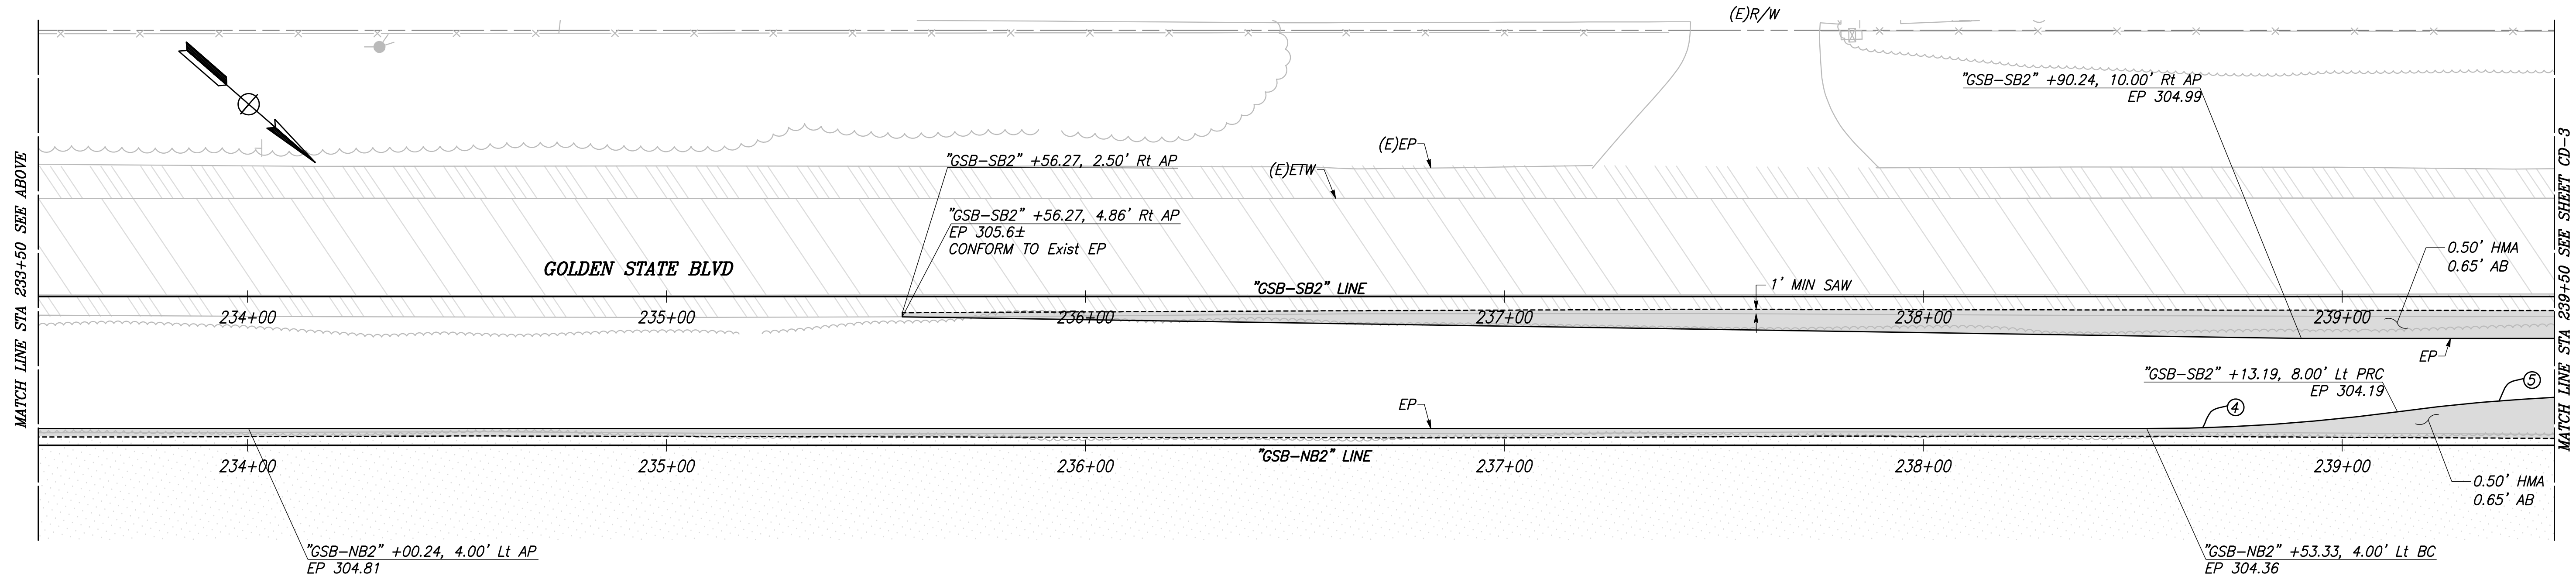 (E)R/W
"GSB-SB2" +90.24, 10.00' Rt AP
EP 304.99
(E)EP
"GSB-SB2" +56.27, 2.50' Rt AP
(E)ETW
"GSB-SB2" +56.27, 4.86' Rt AP
EP 305.6±
CONFORM TO Exist EP
0.50' HMA
0.65' AB
GOLDEN STATE BLVD
"GSB-SB2" LINE
1' MIN SAW
234+00
235+00
236+00
237+00
238+00
239+00
EP
"GSB-SB2" +13.19, 8.00' Lt PRC
EP 304.19
5
EP
4
"GSB-NB2" LINE
234+00
235+00
236+00
237+00
238+00
239+00
0.50' HMA
0.65' AB
"GSB-NB2" +00.24, 4.00' Lt AP
EP 304.81
"GSB-NB2" +53.33, 4.00' Lt BC
EP 304.36
MATCH LINE STA 233+50 SEE ABOVE
MATCH LINE STA 239+50 SEE SHEET CD-3